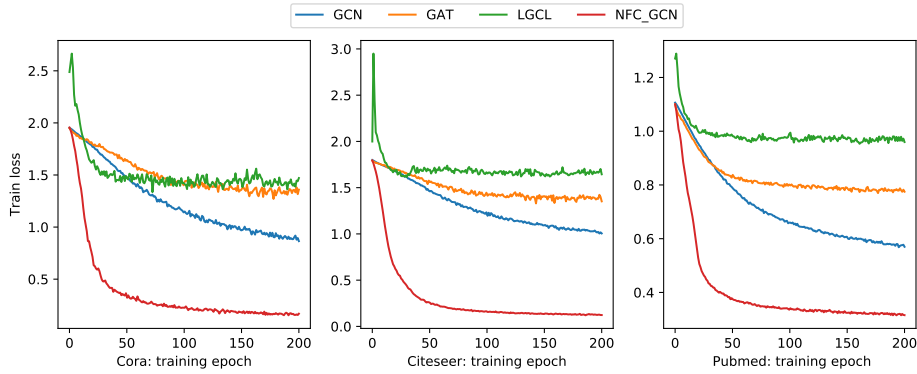 GCN GAT LGCL NFC_GCN
Train loss
2.5
2.0
1.5
1.0
0.5
0 50 100 150 200
Cora: training epoch
3.0
2.5
2.0
1.5
1.0
0.5
0.0
0 50 100 150 200
Citeseer: training epoch
1.2
1.0
0.8
0.6
0.4
0 50 100 150 200
Pubmed: training epoch